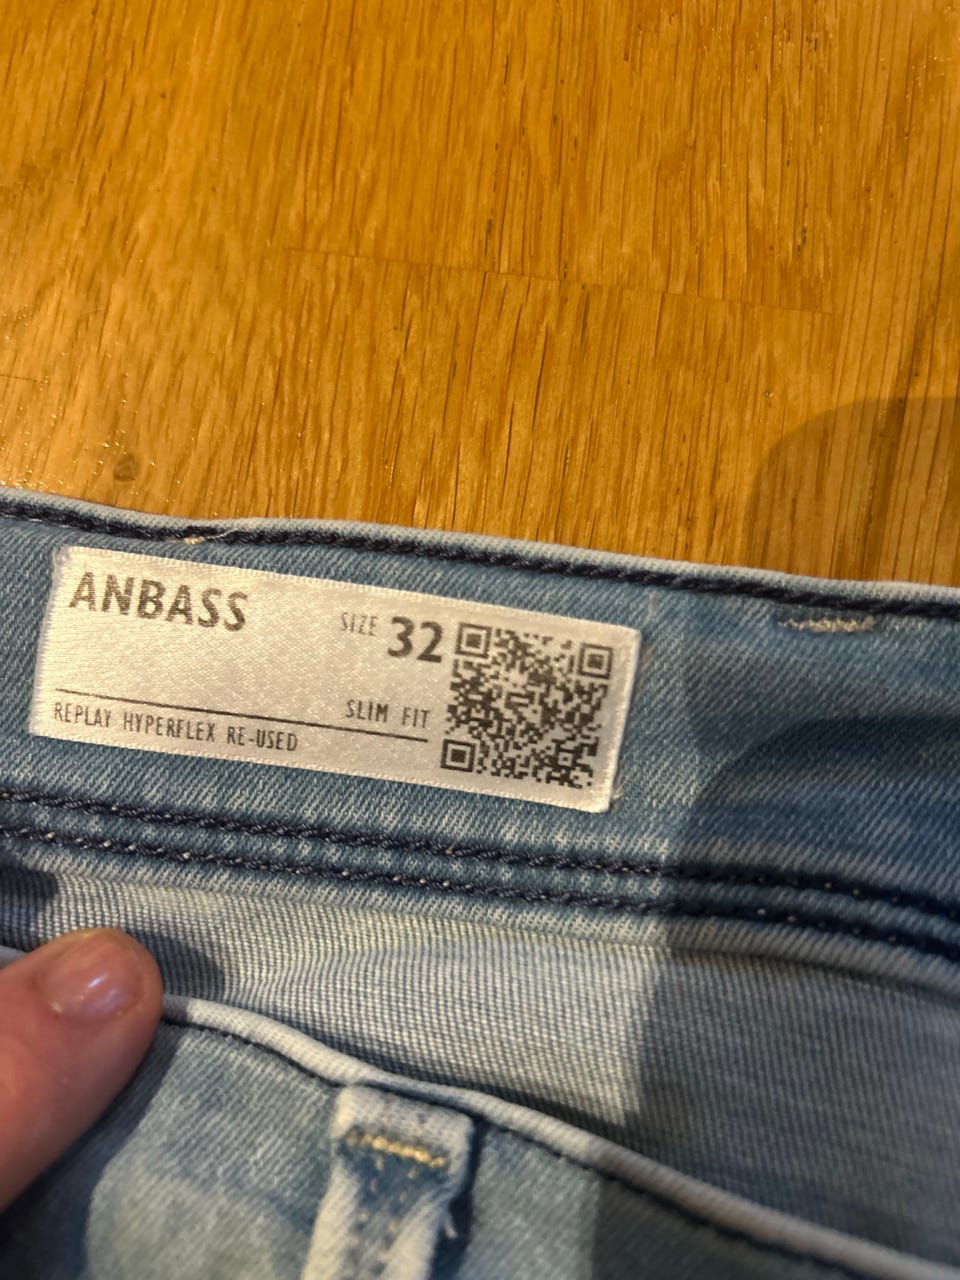 ANBASS
SIZE 32
SLIM FIT
REPLAY HYPERFLEX RE-USED